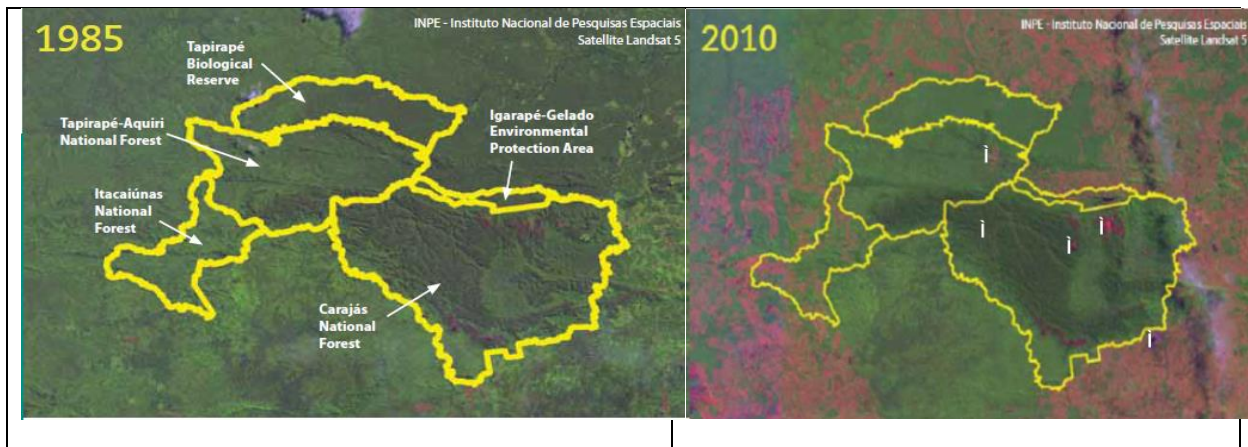 1985
INPE - Instituto Nacional de Pesquisas Espaciais
Satellite Landsat 5
Tapirapé
Biological
Reserve
Tapirapé-Aquiri
National Forest
Igarapé-Gelado
Environmental
Protection Area
Itacaiúnas
National
Forest
Carajás
National
Forest
2010
INPE - Instituto Nacional de Pesquisas Espaciais
Satellite Landsat 5
Ì
Ì
Ì
Ì
Ì